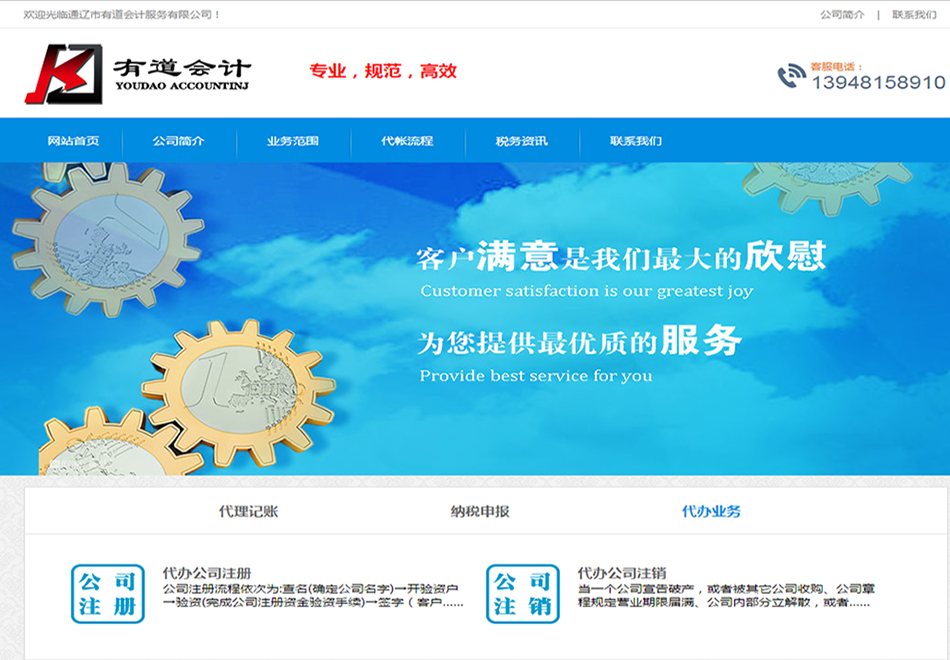 欢迎光临通辽市有道会计服务有限公司！
公司简介 | 联系我们
有道会计
YOUDAO ACCOUNTINJ
专业，规范，高效
客服电话：
13948158910
网站首页 公司简介 业务范围 代帐流程 税务资讯 联系我们
客户满意是我们最大的欣慰
Customer satisfaction is our greatest joy
为您提供最优质的服务
Provide best service for you
代理记账 纳税申报 代办业务
公司
注册
代办公司注册
公司注册流程依次为:查名(确定公司名字)→开验资户
→验资(完成公司注册资金验资手续)→签字（客户......
公司
注销
代办公司注销
当一个公司宣告破产，或者被其它公司收购、公司章
程规定营业期限届满、公司内部分立解散，或者......